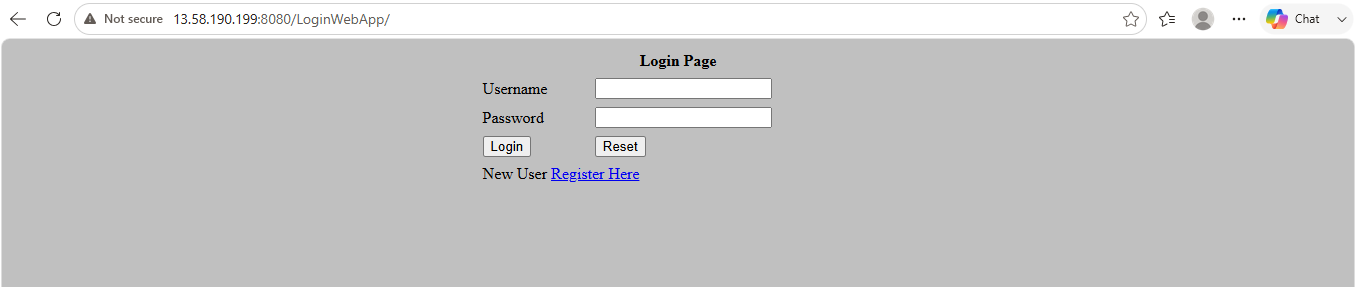 Not secure 13.58.190.199:8080/LoginWebApp/ Chat
Login Page
Username
Password
Login Reset
New User Register Here